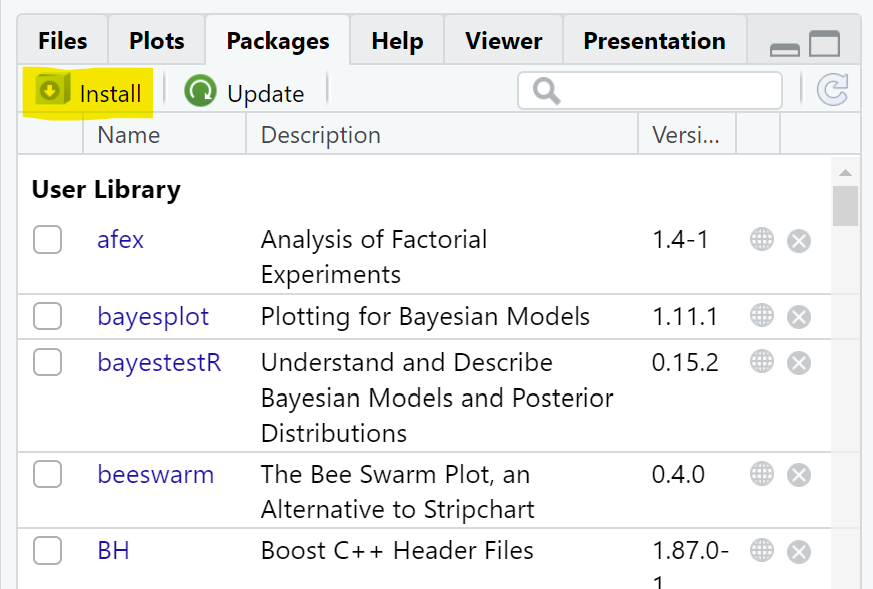 Files Plots Packages Help Viewer Presentation
Install Update
Name Description Versi...
User Library
afex Analysis of Factorial 1.4-1
Experiments
bayesplot Plotting for Bayesian Models 1.11.1
bayestestR Understand and Describe 0.15.2
Bayesian Models and Posterior
Distributions
beeswarm The Bee Swarm Plot, an 0.4.0
Alternative to Stripchart
BH Boost C++ Header Files 1.87.0-
1